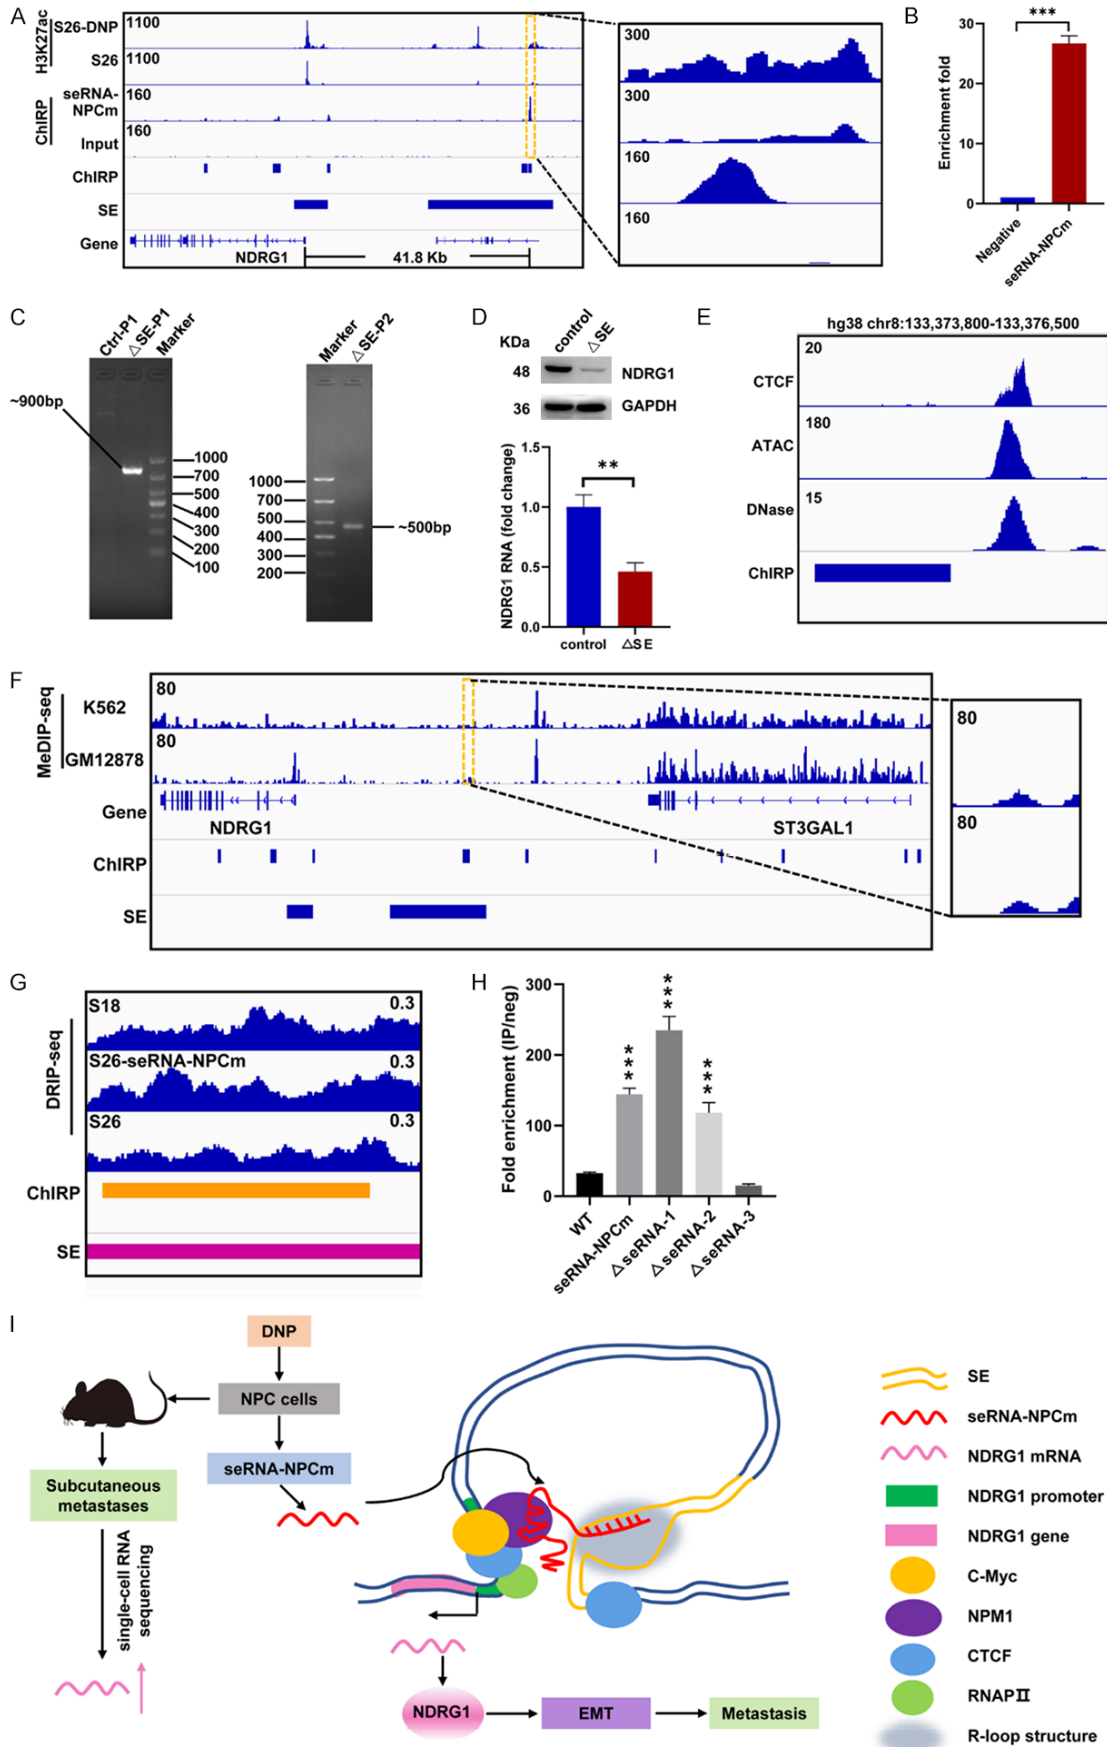 A
H3K27ac
S26-DNP
1100
S26
1100
ChIRP
seRNA-
NPCm
160
Input
160
ChIRP
SE
Gene
NDRG1
41.8 Kb
300
300
160
160
B
Enrichment fold
30
20
10
0
***
Negative
seRNA-NPCm
C
Ctrl-P1
△SE-P1
Marker
~900bp
1000
700
500
400
300
200
100
Marker
△SE-P2
1000
700
500
400
300
200
~500bp
D
KDa
control
△SE
48
NDRG1
36
GAPDH
NDRG1 RNA (fold change)
1.5
1.0
0.5
0.0
**
control
△SE
E
hg38 chr8:133,373,800-133,376,500
20
CTCF
180
ATAC
15
DNase
ChIRP
F
MeDIP-seq
K562
80
GM12878
80
Gene
NDRG1
ST3GAL1
ChIRP
SE
80
80
G
DRIP-seq
S18
0.3
S26-seRNA-NPCm
0.3
S26
0.3
ChIRP
SE
H
Fold enrichment (IP/neg)
300
200
100
0
***
***
***
WT
seRNA-NPCm
△seRNA-1
△seRNA-2
△seRNA-3
I
DNP
NPC cells
seRNA-NPCm
Subcutaneous
metastases
single-cell RNA
sequencing
NDRG1
EMT
Metastasis
SE
seRNA-NPCm
NDRG1 mRNA
NDRG1 promoter
NDRG1 gene
C-Myc
NPM1
CTCF
RNAPⅡ
R-loop structure